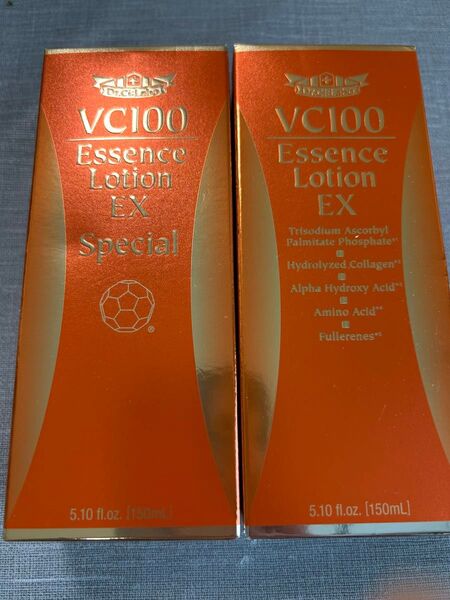 Dr.Ci:Labo
VC100
Essence
Lotion
EX
Special
®
5.10 fl.oz. [150mL]
Dr.Ci:Labo
VC100
Essence
Lotion
EX
Trisodium Ascorbyl
Palmitate Phosphate*1
Hydrolyzed Collagen*2
Alpha Hydroxy Acid*3
Amino Acid*4
Fullerenes*5
5.10 fl.oz. [150mL]